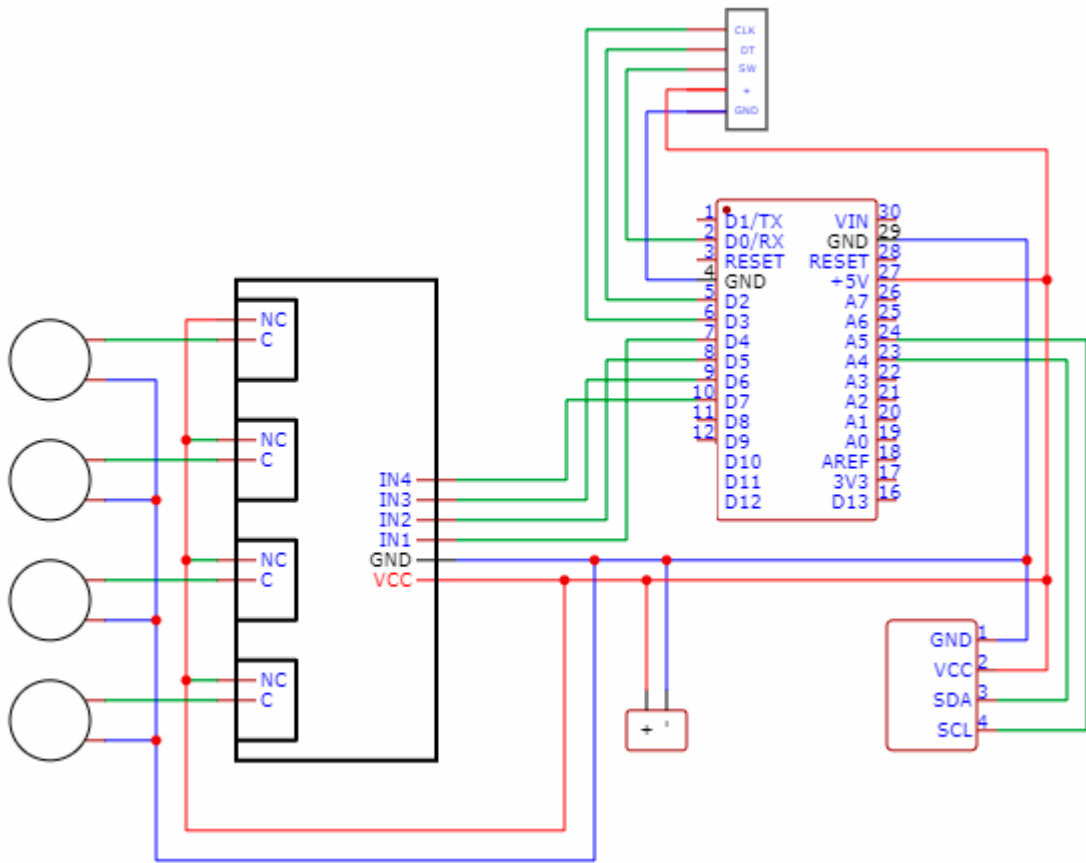 CLK
DT
SW
+
GND
1 D1/TX VIN 30
2 D0/RX GND 29
3 RESET RESET 28
4 GND +5V 27
5 D2 A7 26
6 D3 A6 25
7 D4 A5 24
8 D5 A4 23
9 D6 A3 22
10 D7 A2 21
11 D8 A1 20
12 D9 A0 19
D10 AREF 18
D11 3V3 17
D12 D13 16
NC
C
NC
C
NC
C
NC
C
IN4
IN3
IN2
IN1
GND
VCC
+ -
GND 1
VCC 2
SDA 3
SCL 4